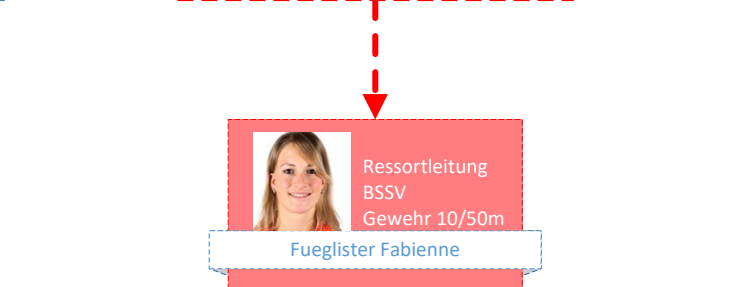 Ressortleitung
BSSV
Gewehr 10/50m
Fueglister Fabienne